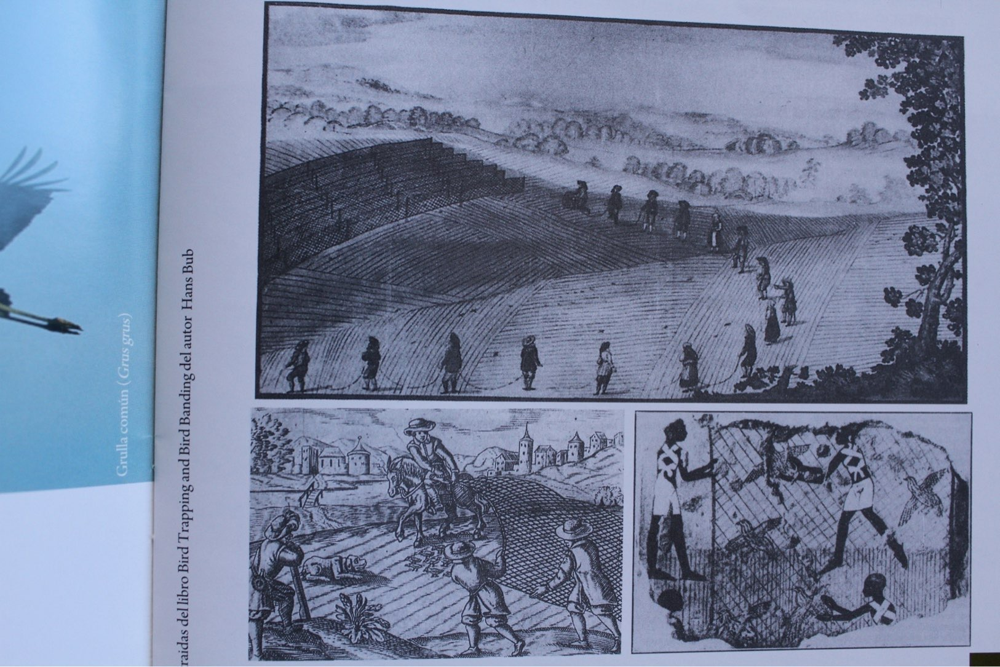 Grulla común (Grus grus)
raidas del libro Bird Trapping and Bird Banding del autor Hans Bub